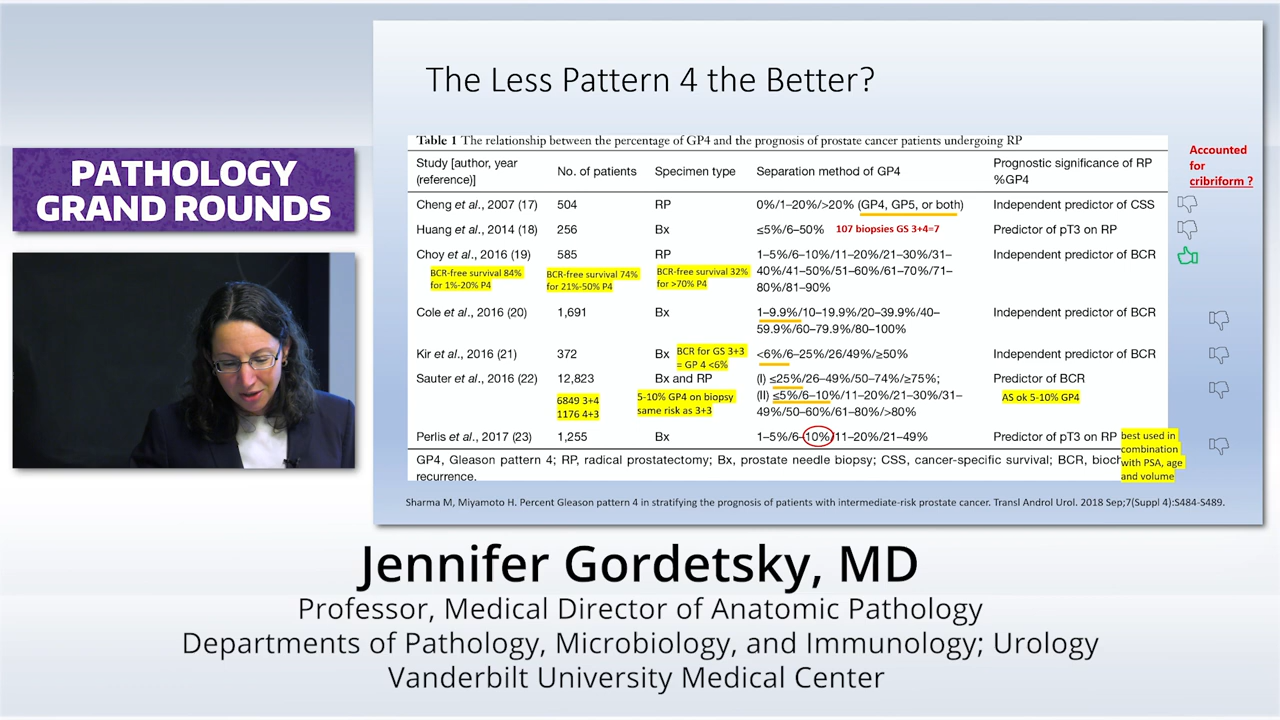 PATHOLOGY
GRAND ROUNDS
The Less Pattern 4 the Better?
Table 1 The relationship between the percentage of GP4 and the prognosis of prostate cancer patients undergoing RP
Study [author, year (reference)] No. of patients Specimen type Separation method of GP4 Prognostic significance of RP %GP4
Accounted
for
cribriform ?
Cheng et al., 2007 (17) 504 RP 0%/1–20%/>20% (GP4, GP5, or both) Independent predictor of CSS
Huang et al., 2014 (18) 256 Bx ≤5%/6–50% 107 biopsies GS 3+4=7 Predictor of pT3 on RP
Choy et al., 2016 (19) 585 RP 1–5%/6–10%/11–20%/21–30%/31– Independent predictor of BCR
40%/41–50%/51–60%/61–70%/71–
80%/81–90%
BCR-free survival 84%
for 1%-20% P4
BCR-free survival 74%
for 21%-50% P4
BCR-free survival 32%
for >70% P4
Cole et al., 2016 (20) 1,691 Bx 1–9.9%/10–19.9%/20–39.9%/40– Independent predictor of BCR
59.9%/60–79.9%/80–100%
Kir et al., 2016 (21) 372 Bx <6%/6–25%/26/49%/≥50% Independent predictor of BCR
BCR for GS 3+3
= GP 4 <6%
Sauter et al., 2016 (22) 12,823 Bx and RP (I) ≤25%/26–49%/50–74%/≥75%; Predictor of BCR
(II) ≤5%/6–10%/11–20%/21–30%/31–
49%/50–60%/61–80%/>80%
6849 3+4
1176 4+3
5-10% GP4 on biopsy
same risk as 3+3
AS ok 5-10% GP4
Perlis et al., 2017 (23) 1,255 Bx 1–5%/6–10%/11–20%/21–49% Predictor of pT3 on RP
best used in
combination
with PSA, age
and volume
GP4, Gleason pattern 4; RP, radical prostatectomy; Bx, prostate needle biopsy; CSS, cancer-specific survival; BCR,
recurrence.
Sharma M, Miyamoto H. Percent Gleason pattern 4 in stratifying the prognosis of patients with intermediate-risk prostate cancer. Transl Androl Urol. 2018 Sep;7(Suppl 4):S484-S489.
Jennifer Gordetsky, MD
Professor, Medical Director of Anatomic Pathology
Departments of Pathology, Microbiology, and Immunology; Urology
Vanderbilt University Medical Center